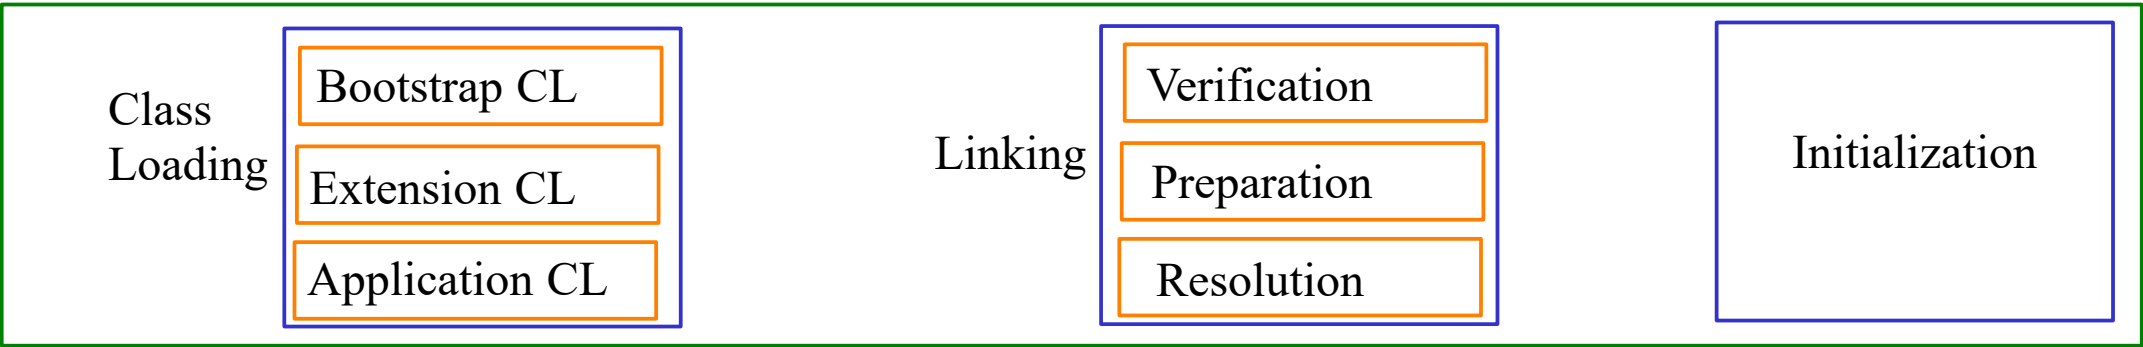 Class
Loading
Bootstrap CL
Extension CL
Application CL
Linking
Verification
Preparation
Resolution
Initialization